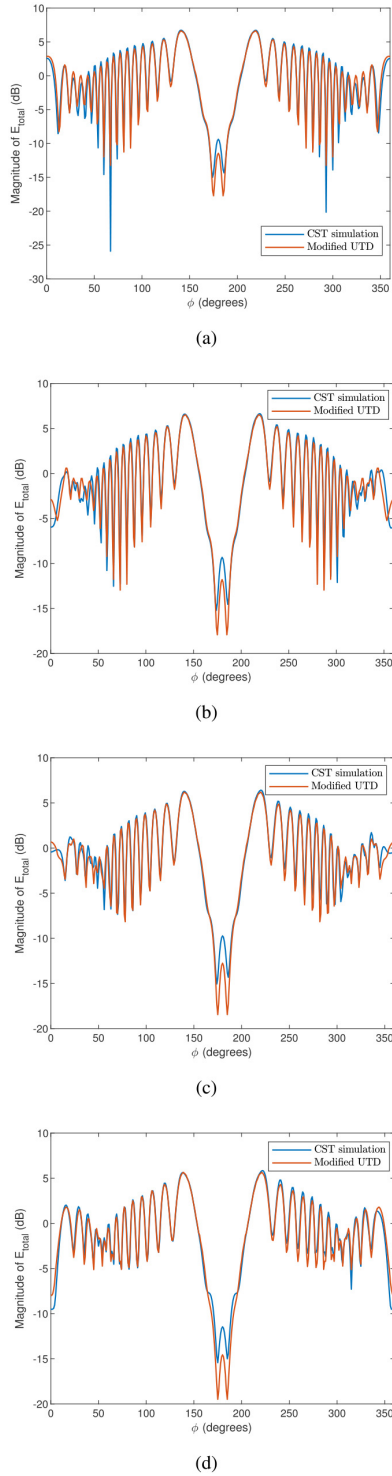 10
5
0
-5
-10
-15
-20
-25
-30
Magnitude of E_total (dB)
CST simulation
Modified UTD
0 50 100 150 200 250 300 350
ϕ (degrees)
(a)
10
5
0
-5
-10
-15
-20
Magnitude of E_total (dB)
CST simulation
Modified UTD
0 50 100 150 200 250 300 350
ϕ (degrees)
(b)
10
5
0
-5
-10
-15
-20
Magnitude of E_total (dB)
CST simulation
Modified UTD
0 50 100 150 200 250 300 350
ϕ (degrees)
(c)
10
5
0
-5
-10
-15
-20
Magnitude of E_total (dB)
CST simulation
Modified UTD
0 50 100 150 200 250 300 350
ϕ (degrees)
(d)